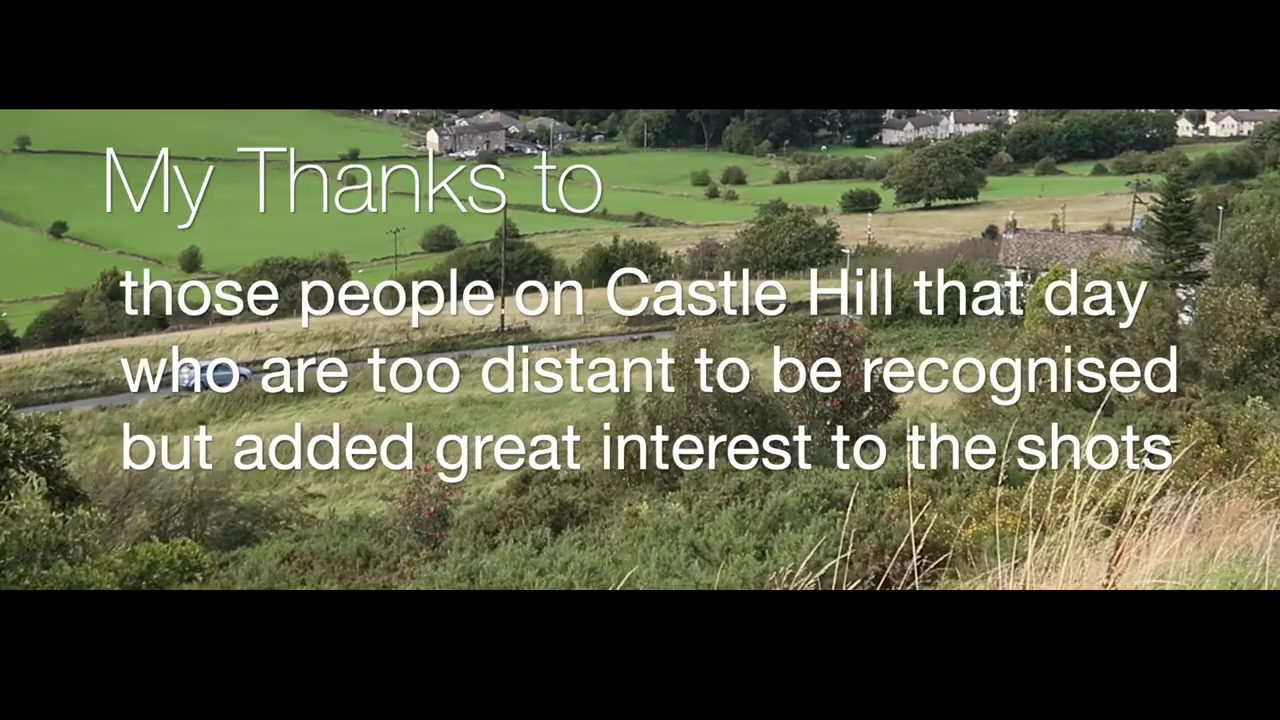 My Thanks to
those people on Castle Hill that day
who are too distant to be recognised
but added great interest to the shots